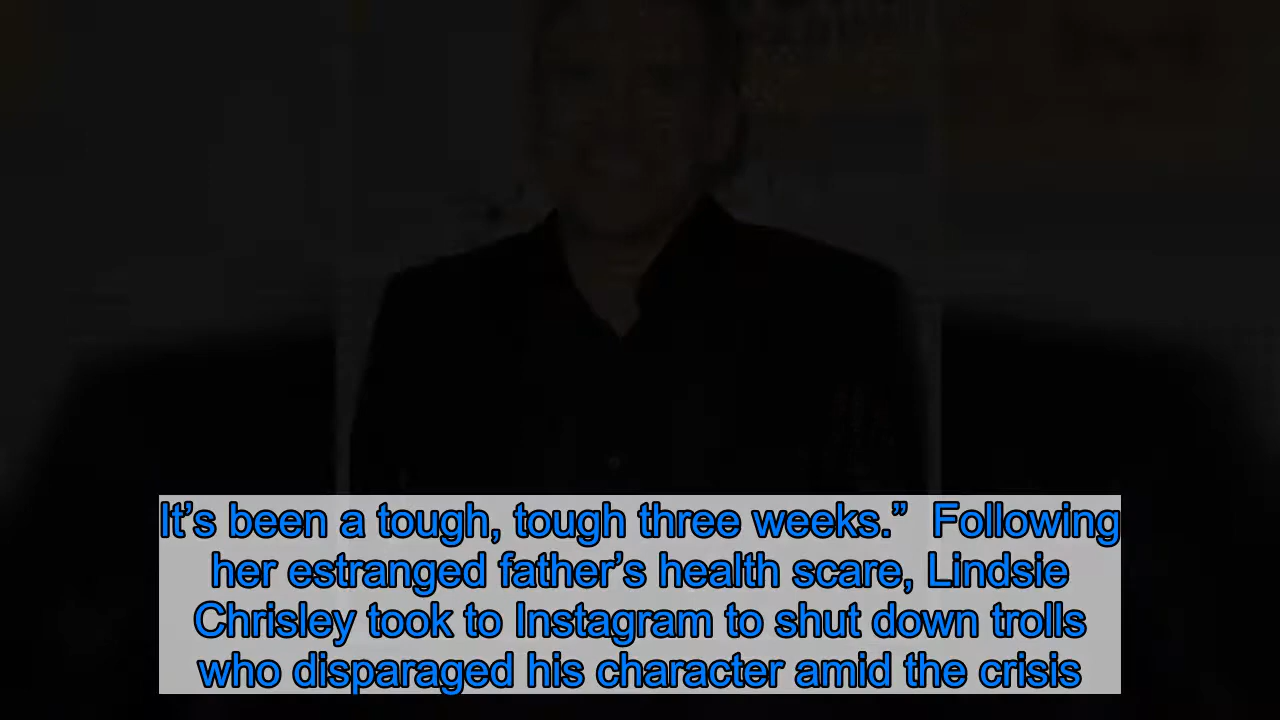 It’s been a tough, tough three weeks.”  Following
her estranged father’s health scare, Lindsie
Chrisley took to Instagram to shut down trolls
who disparaged his character amid the crisis